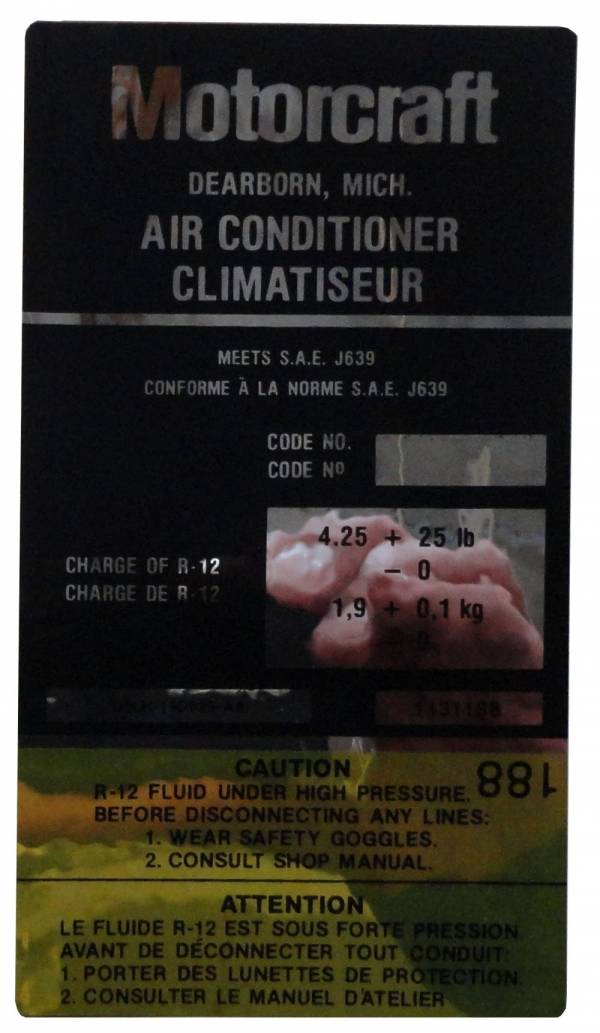 Motorcraft
DEARBORN, MICH.
AIR CONDITIONER
CLIMATISEUR
MEETS S.A.E. J639
CONFORME À LA NORME S.A.E. J639
CODE NO.
CODE Nº
CHARGE OF R-12
CHARGE DE R-12
4.25 + 25 lb
– 0
1,9 + 0,1 kg
– 0
1131188
CAUTION
188
R-12 FLUID UNDER HIGH PRESSURE.
BEFORE DISCONNECTING ANY LINES:
1. WEAR SAFETY GOGGLES.
2. CONSULT SHOP MANUAL.
ATTENTION
LE FLUIDE R-12 EST SOUS FORTE PRESSION.
AVANT DE DÉCONNECTER TOUT CONDUIT:
1. PORTER DES LUNETTES DE PROTECTION.
2. CONSULTER LE MANUEL D'ATELIER